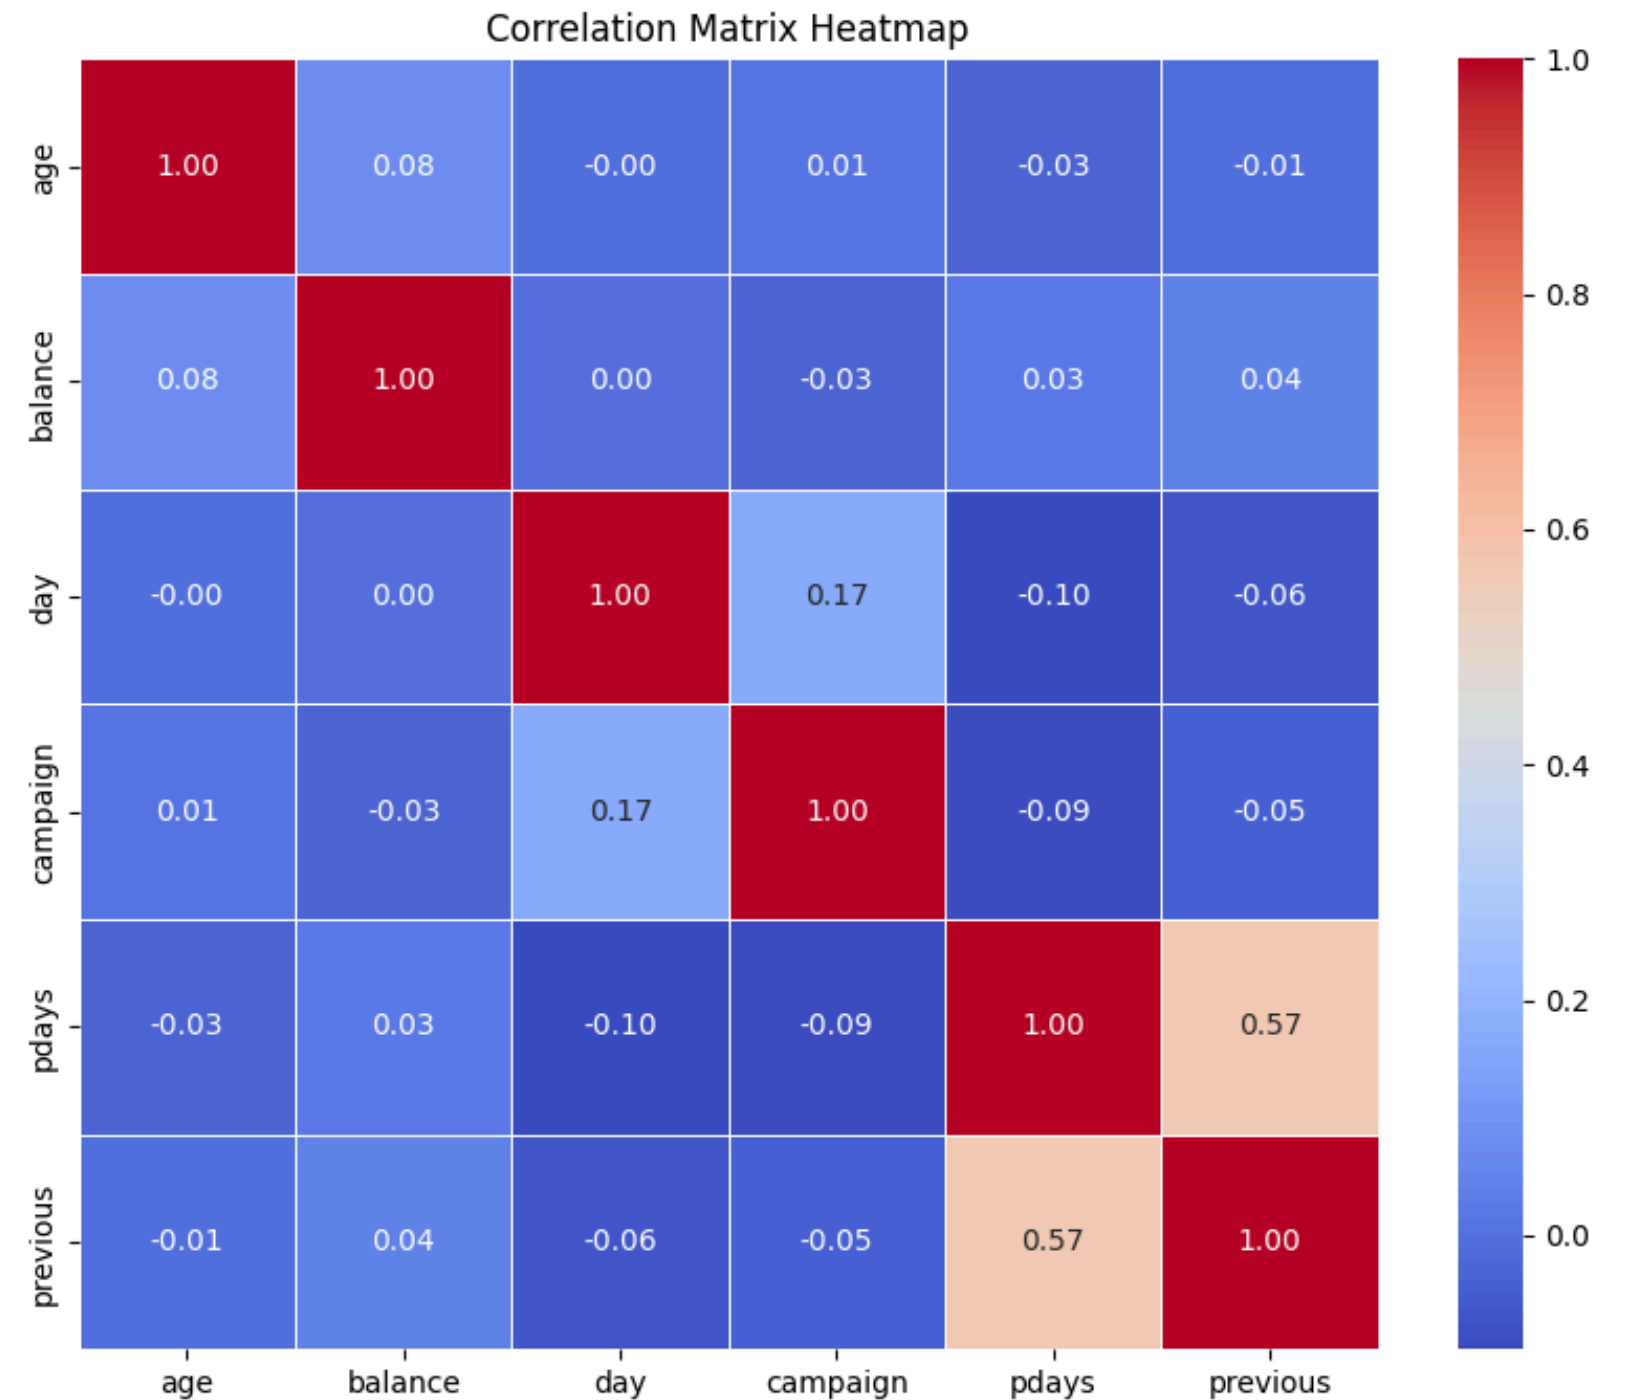 Correlation Matrix Heatmap
age 1.00 0.08 -0.00 0.01 -0.03 -0.01
balance 0.08 1.00 0.00 -0.03 0.03 0.04
day -0.00 0.00 1.00 0.17 -0.10 -0.06
campaign 0.01 -0.03 0.17 1.00 -0.09 -0.05
pdays -0.03 0.03 -0.10 -0.09 1.00 0.57
previous -0.01 0.04 -0.06 -0.05 0.57 1.00
age balance day campaign pdays previous
1.0
0.8
0.6
0.4
0.2
0.0